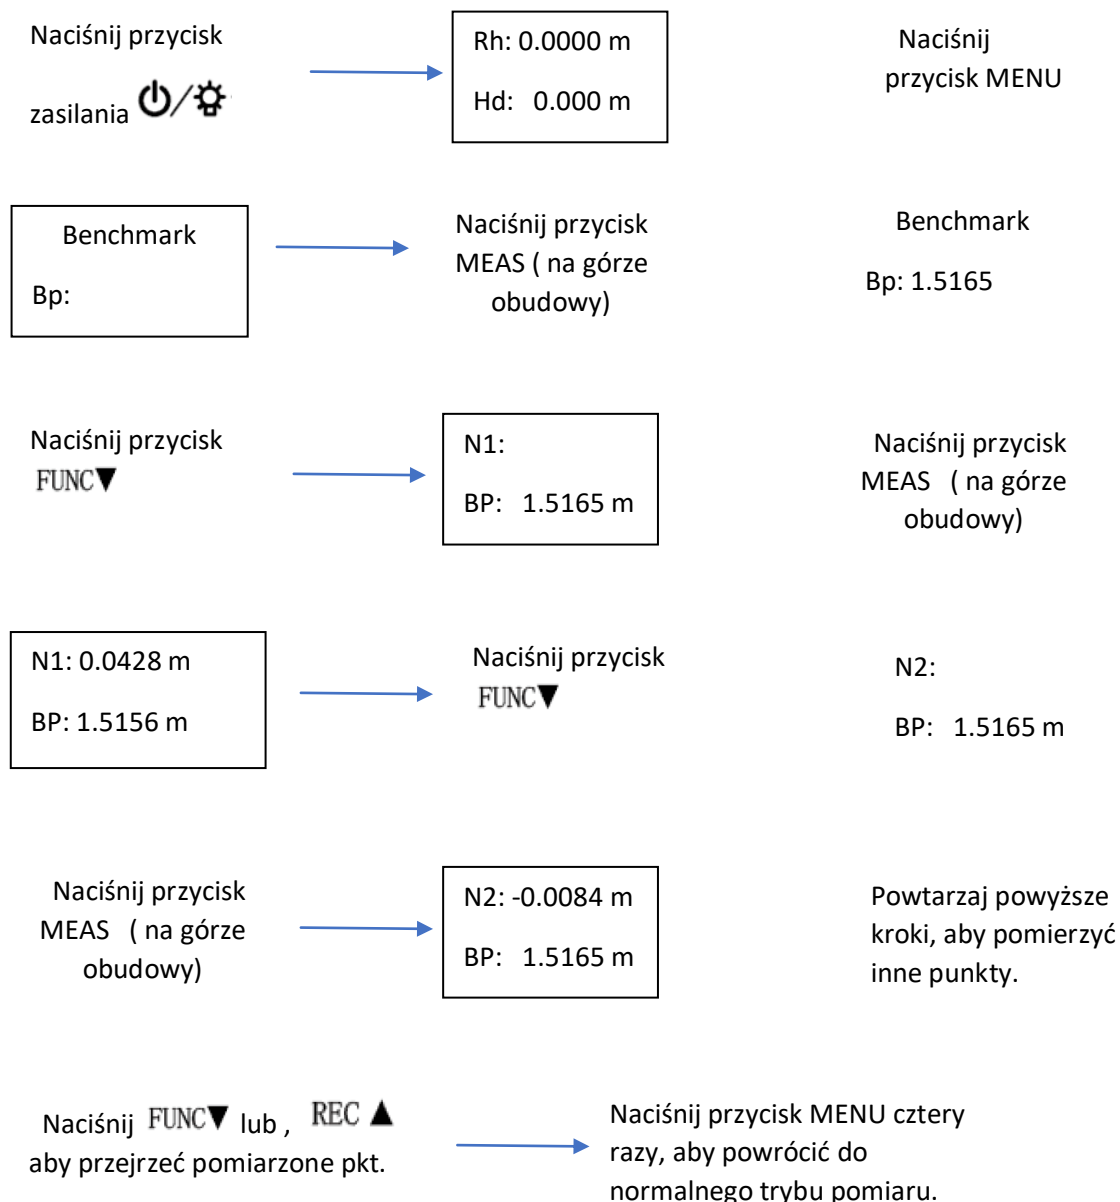 Naciśnij przycisk
zasilania
Rh: 0.0000 m
Hd: 0.000 m
Naciśnij
przycisk MENU
Benchmark
Bp:
Naciśnij przycisk
MEAS ( na górze
obudowy)
Benchmark
Bp: 1.5165
Naciśnij przycisk
FUNC▼
N1:
BP: 1.5165 m
Naciśnij przycisk
MEAS ( na górze
obudowy)
N1: 0.0428 m
BP: 1.5156 m
Naciśnij przycisk
FUNC▼
N2:
BP: 1.5165 m
Naciśnij przycisk
MEAS ( na górze
obudowy)
N2: -0.0084 m
BP: 1.5165 m
Powtarzaj powyższe
kroki, aby pomierzyć
inne punkty.
Naciśnij FUNC▼ lub , REC ▲
aby przejrzeć pomiarzone pkt.
Naciśnij przycisk MENU cztery
razy, aby powrócić do
normalnego trybu pomiaru.